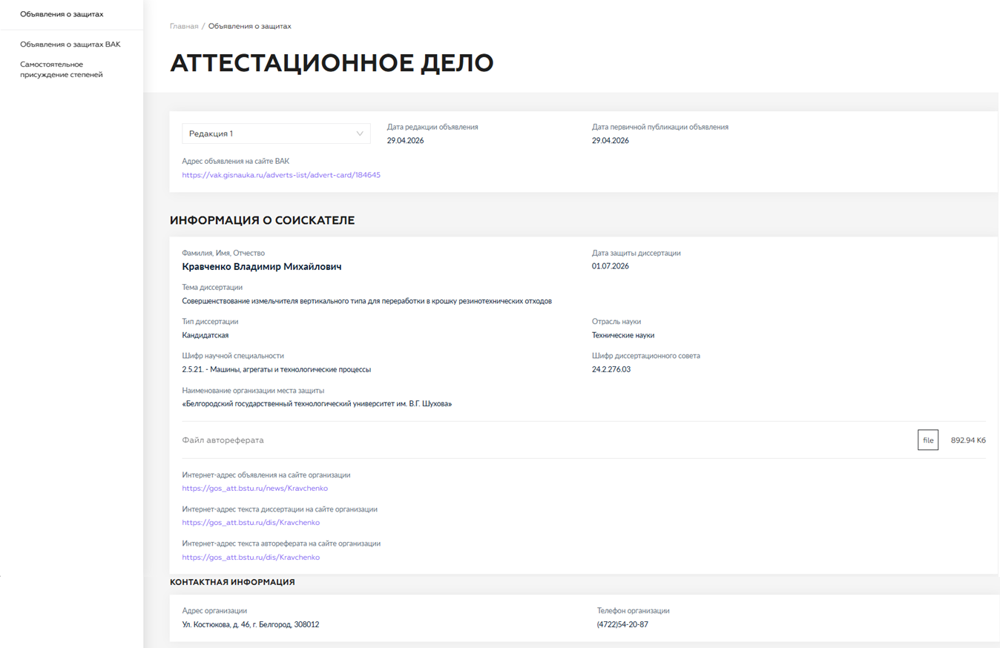 Объявления о защитах
Объявления о защитах ВАК
Самостоятельное
присуждение степеней
Главная / Объявления о защитах
АТТЕСТАЦИОННОЕ ДЕЛО
Редакция 1
Дата редакции объявления
29.04.2026
Дата первичной публикации объявления
29.04.2026
Адрес объявления на сайте ВАК
https://vak.gisnauka.ru/adverts-list/advert-card/184645
ИНФОРМАЦИЯ О СОИСКАТЕЛЕ
Фамилия, Имя, Отчество
Кравченко Владимир Михайлович
Дата защиты диссертации
01.07.2026
Тема диссертации
Совершенствование измельчителя вертикального типа для переработки в крошку резинотехнических отходов
Тип диссертации
Кандидатская
Отрасль науки
Технические науки
Шифр научной специальности
2.5.21. - Машины, агрегаты и технологические процессы
Шифр диссертационного совета
24.2.276.03
Наименование организации места защиты
«Белгородский государственный технологический университет им. В.Г. Шухова»
Файл автореферата
file
892.94 Кб
Интернет-адрес объявления на сайте организации
https://gos_att.bstu.ru/news/Kravchenko
Интернет-адрес текста диссертации на сайте организации
https://gos_att.bstu.ru/dis/Kravchenko
Интернет-адрес текста автореферата на сайте организации
https://gos_att.bstu.ru/dis/Kravchenko
КОНТАКТНАЯ ИНФОРМАЦИЯ
Адрес организации
Ул. Костюкова, д. 46, г. Белгород, 308012
Телефон организации
(4722)54-20-87